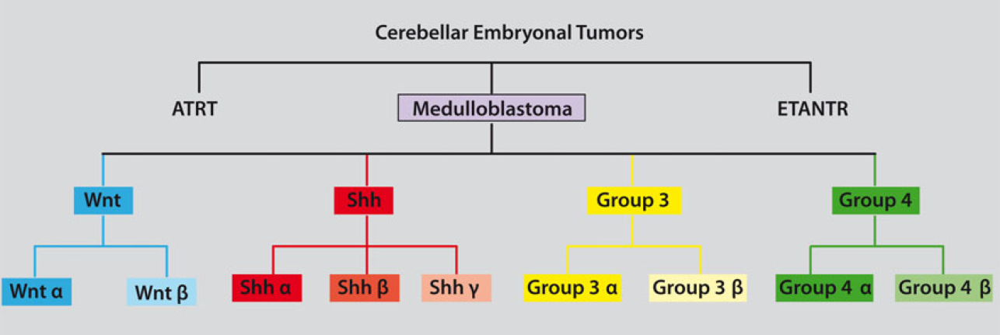 Cerebellar Embryonal Tumors
ATRT
Medulloblastoma
ETANTR
Wnt
Shh
Group 3
Group 4
Wnt α
Wnt β
Shh α
Shh β
Shh γ
Group 3 α
Group 3 β
Group 4 α
Group 4 β